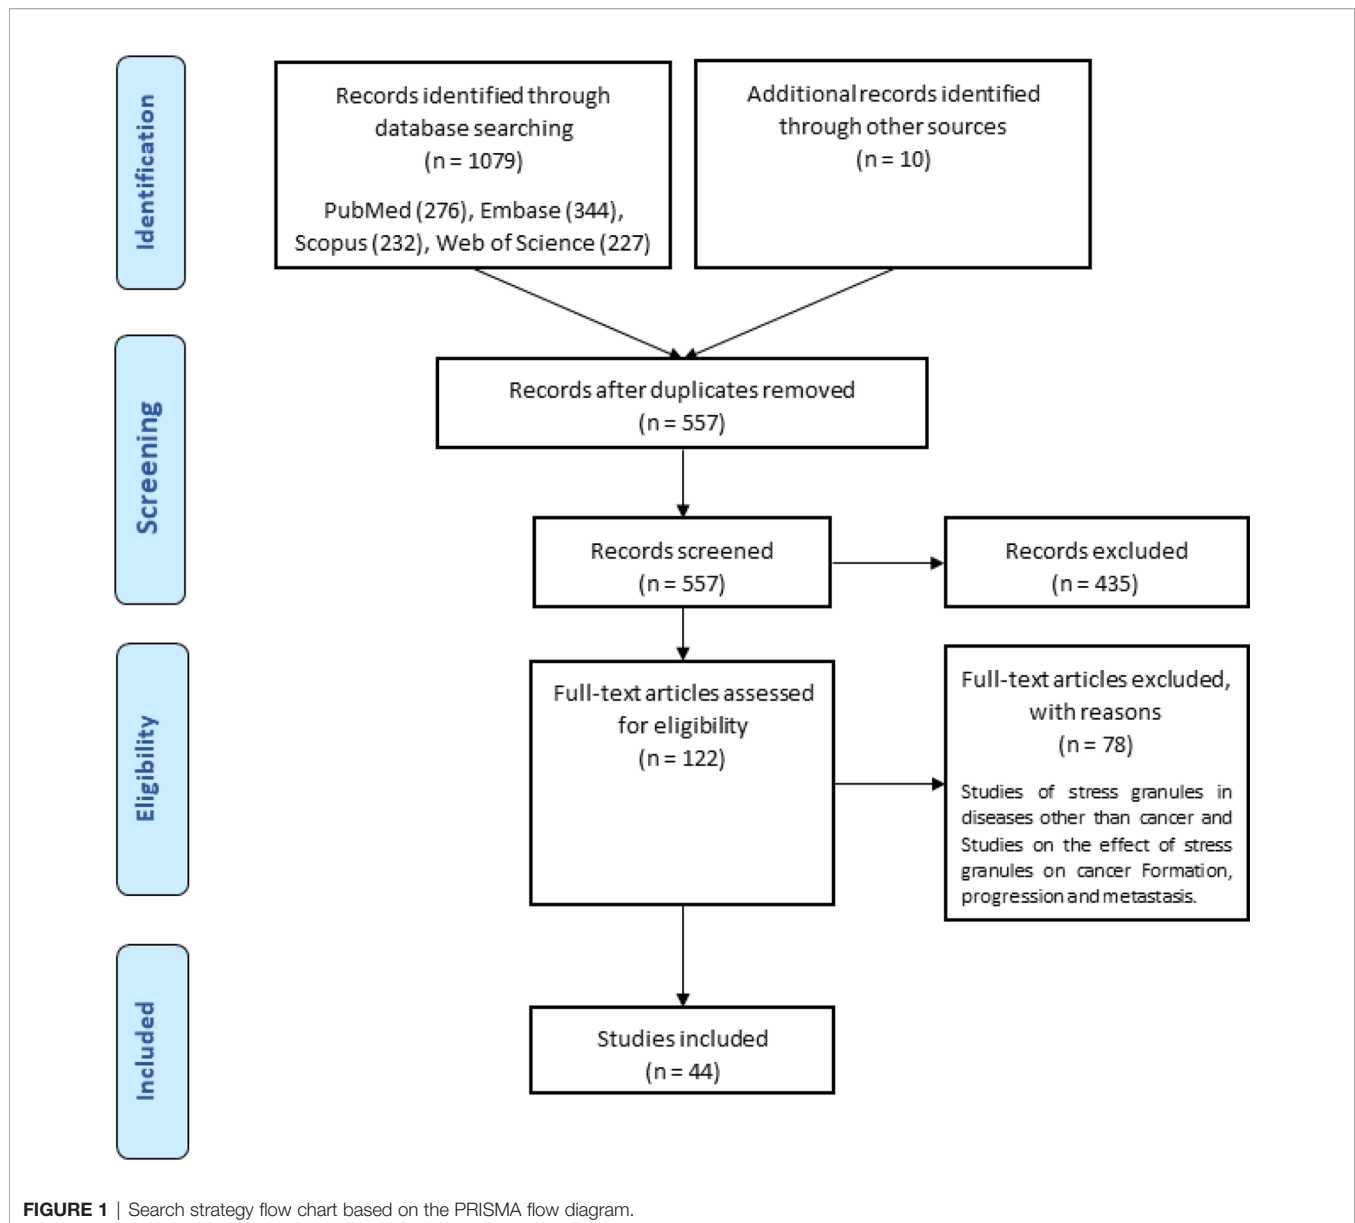 Identification
Records identified through
database searching
(n = 1079)
PubMed (276), Embase (344),
Scopus (232), Web of Science (227)
Additional records identified
through other sources
(n = 10)
Screening
Records after duplicates removed
(n = 557)
Records screened
(n = 557)
Records excluded
(n = 435)
Eligibility
Full-text articles assessed
for eligibility
(n = 122)
Full-text articles excluded,
with reasons
(n = 78)
Studies of stress granules in
diseases other than cancer and
Studies on the effect of stress
granules on cancer Formation,
progression and metastasis.
Included
Studies included
(n = 44)
FIGURE 1 | Search strategy flow chart based on the PRISMA flow diagram.